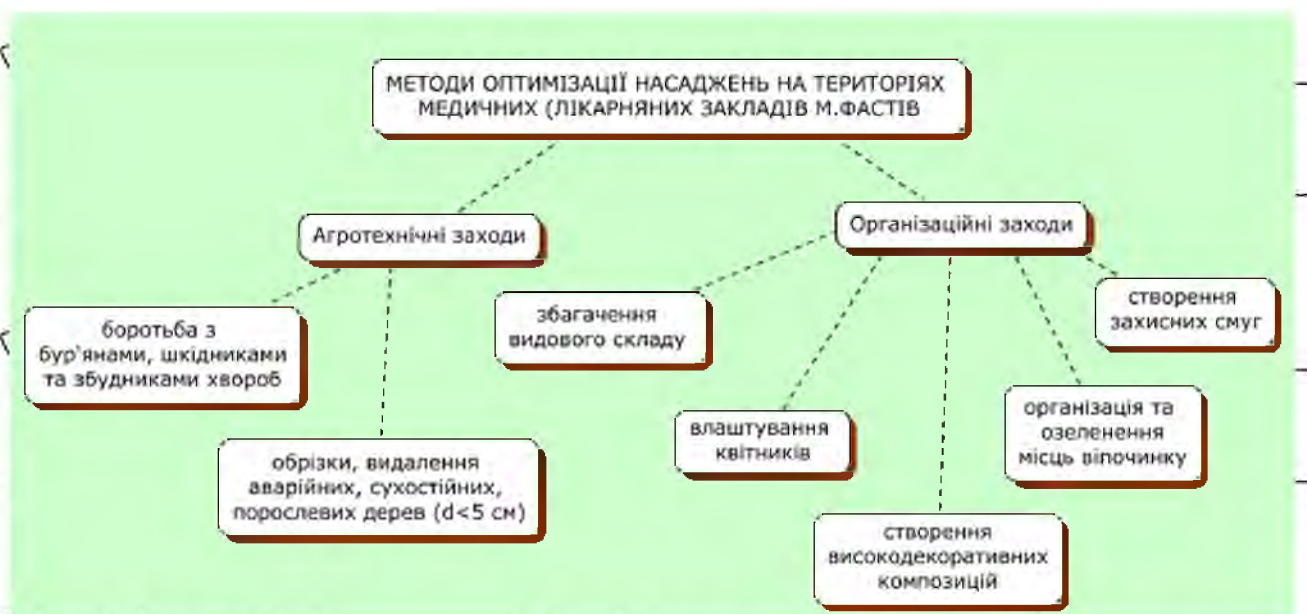 МЕТОДИ ОПТИМІЗАЦІЇ НАСАДЖЕНЬ НА ТЕРИТОРІЯХ
МЕДИЧНИХ (ЛІКАРНЯНИХ ЗАКЛАДІВ М.ФАСТІВ
Агротехнічні заходи
Організаційні заходи
боротьба з
бур'янами, шкідниками
та збудниками хвороб
обрізки, видалення
аварійних, сухостійних,
порослевих дерев (d<5 см)
збагачення
видового складу
влаштування
квітників
створення
високодекоративних
композицій
організація та
озеленення
місць віпочинку
створення
захисних смуг